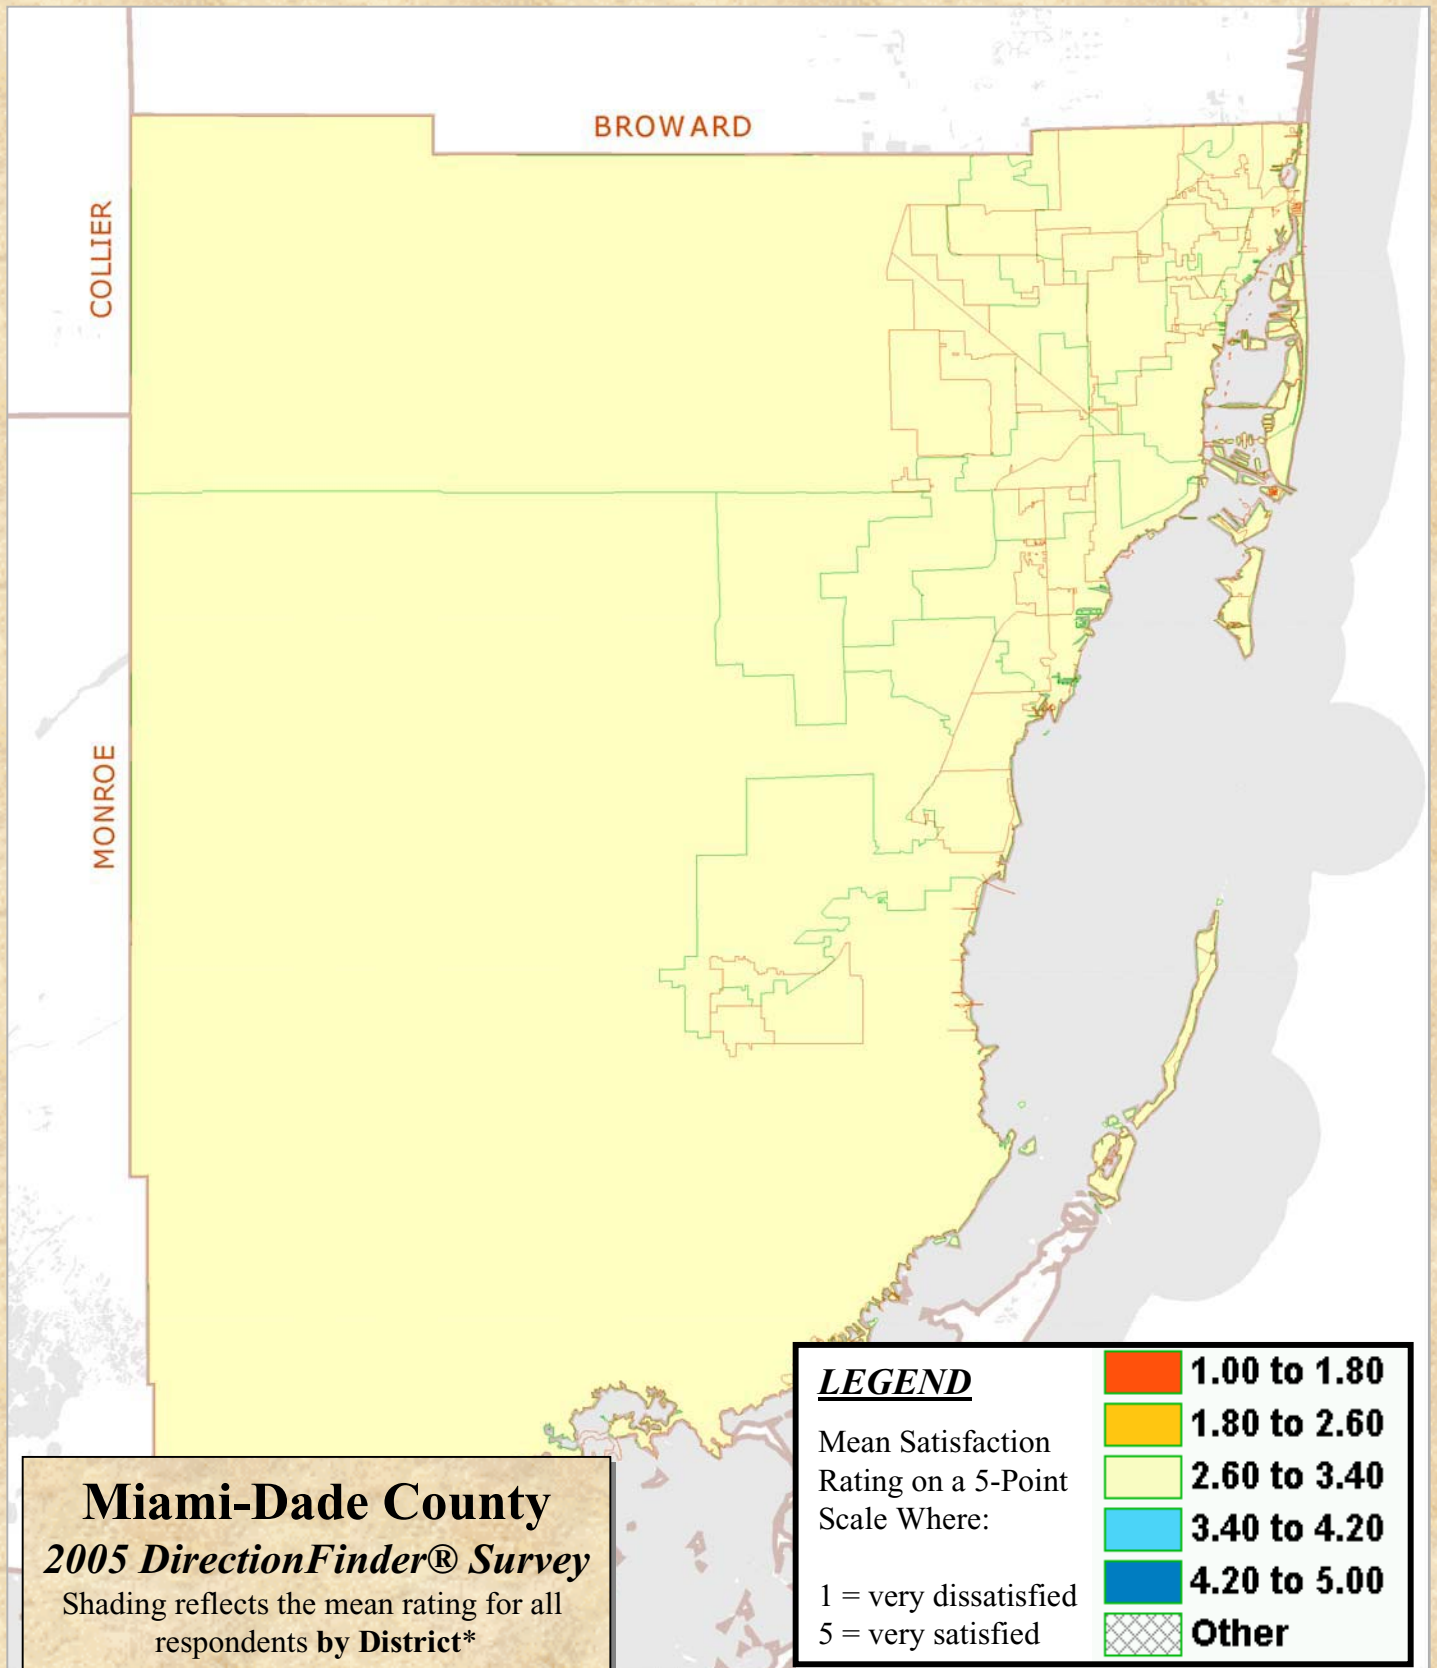 BROWARD
COLLIER
MONROE
LEGEND
Mean Satisfaction
Rating on a 5-Point
Scale Where:
1 = very dissatisfied
5 = very satisfied
1.00 to 1.80
1.80 to 2.60
2.60 to 3.40
3.40 to 4.20
4.20 to 5.00
Other
Miami-Dade County
2005 DirectionFinder® Survey
Shading reflects the mean rating for all
respondents by District*